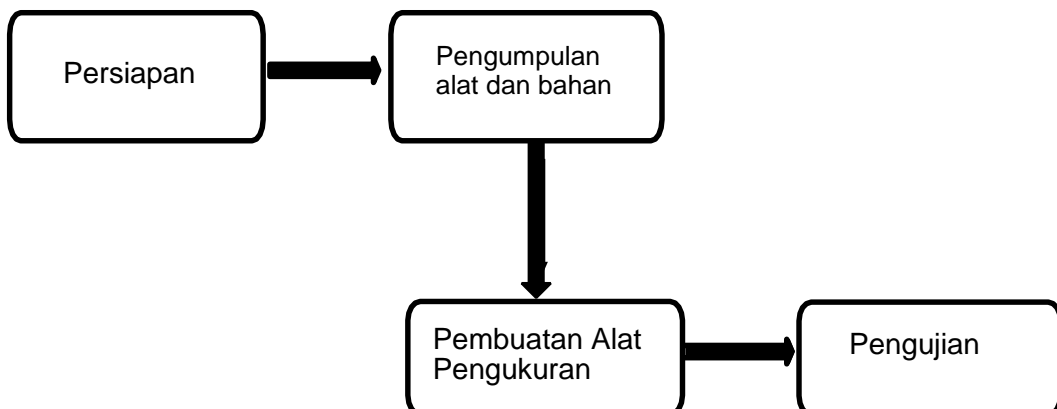 Persiapan
Pengumpulan
alat dan bahan
Pembuatan Alat
Pengukuran
Pengujian